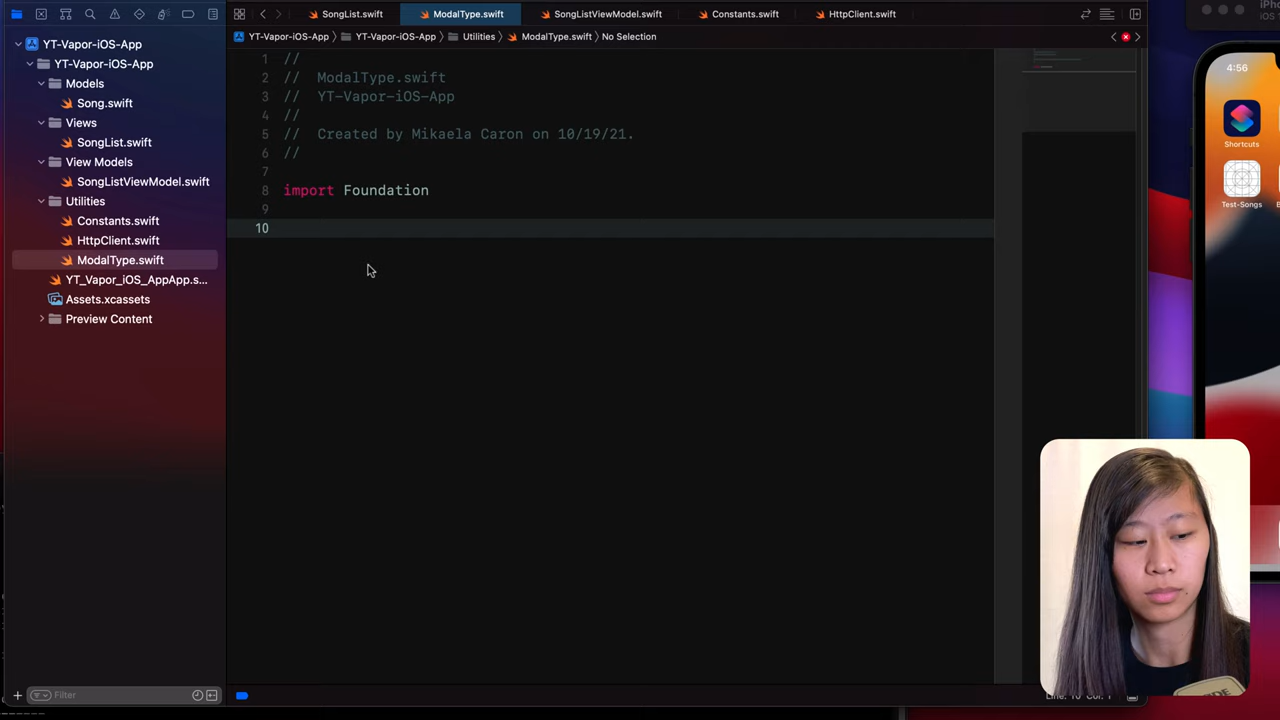 SongList.swift
ModalType.swift
SongListViewModel.swift
Constants.swift
HttpClient.swift
YT-Vapor-iOS-App
YT-Vapor-iOS-App
Utilities
ModalType.swift
No Selection
YT-Vapor-iOS-App
YT-Vapor-iOS-App
Models
Song.swift
Views
SongList.swift
View Models
SongListViewModel.swift
Utilities
Constants.swift
HttpClient.swift
ModalType.swift
YT_Vapor_iOS_AppApp.s...
Assets.xcassets
Preview Content
Filter
1 //
2 // ModalType.swift
3 // YT-Vapor-iOS-App
4 //
5 // Created by Mikaela Caron on 10/19/21.
6 //
7
8 import Foundation
9
10
4:56
Shortcuts
Test-Songs